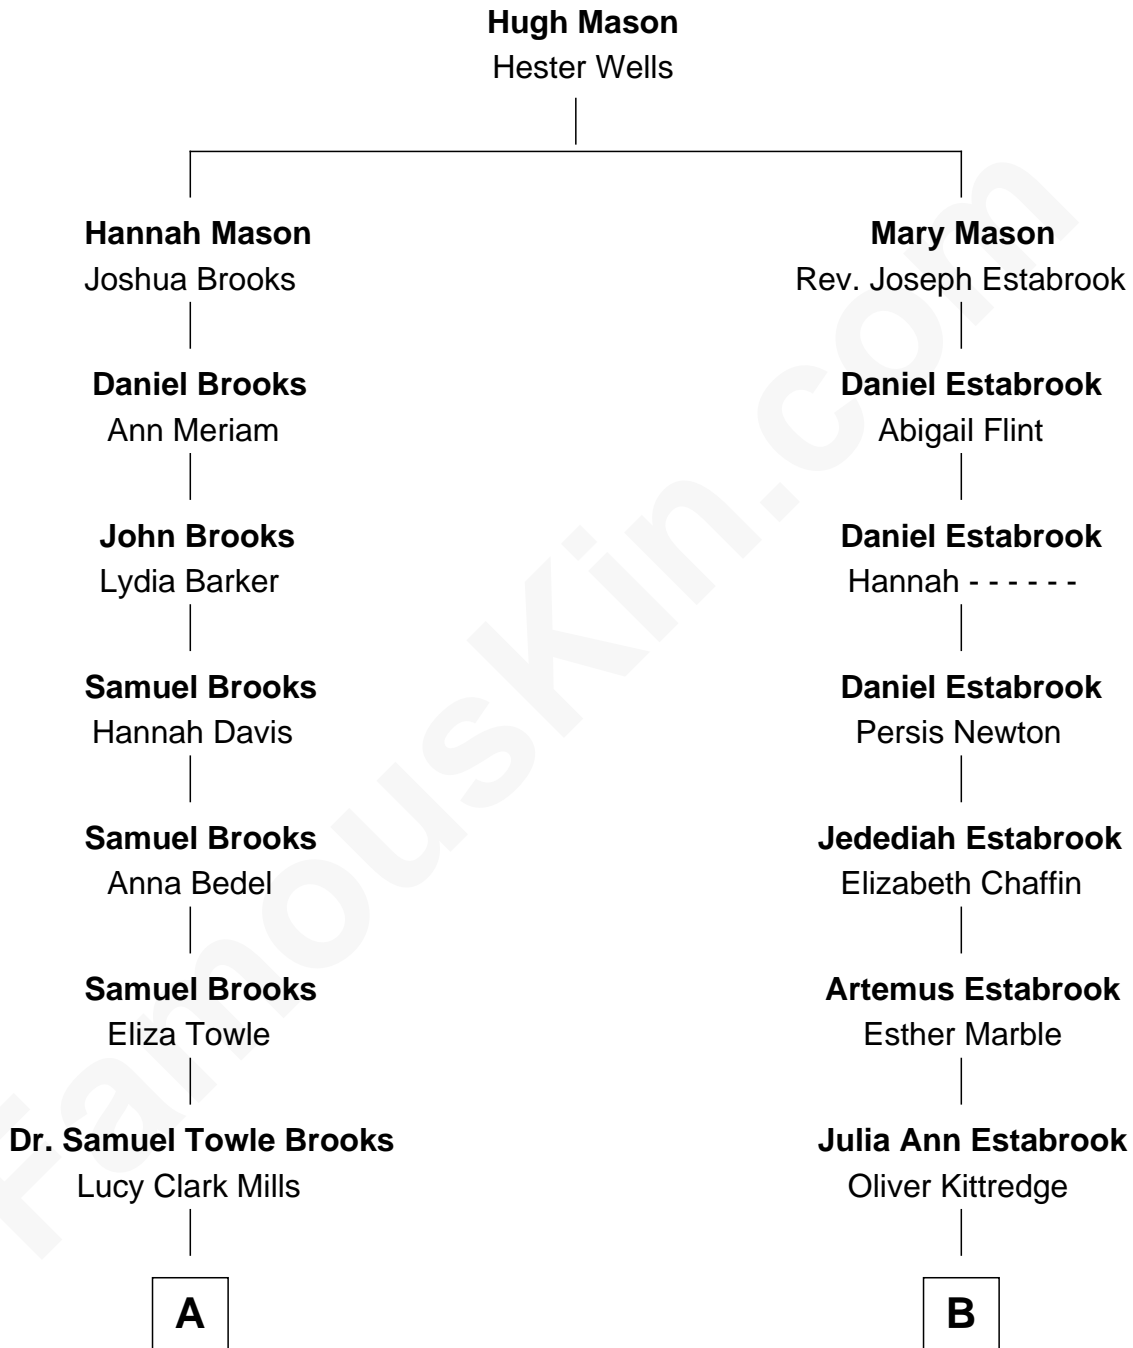 Hugh Mason
Hester Wells
Hannah Mason
Joshua Brooks
Mary Mason
Rev. Joseph Estabrook
Daniel Brooks
Ann Meriam
Daniel Estabrook
Abigail Flint
John Brooks
Lydia Barker
Daniel Estabrook
Hannah - - - - - -
Samuel Brooks
Hannah Davis
Daniel Estabrook
Persis Newton
Samuel Brooks
Anna Bedel
Jedediah Estabrook
Elizabeth Chaffin
Samuel Brooks
Eliza Towle
Artemus Estabrook
Esther Marble
Dr. Samuel Towle Brooks
Lucy Clark Mills
Julia Ann Estabrook
Oliver Kittredge
A
B
FamousKin.com